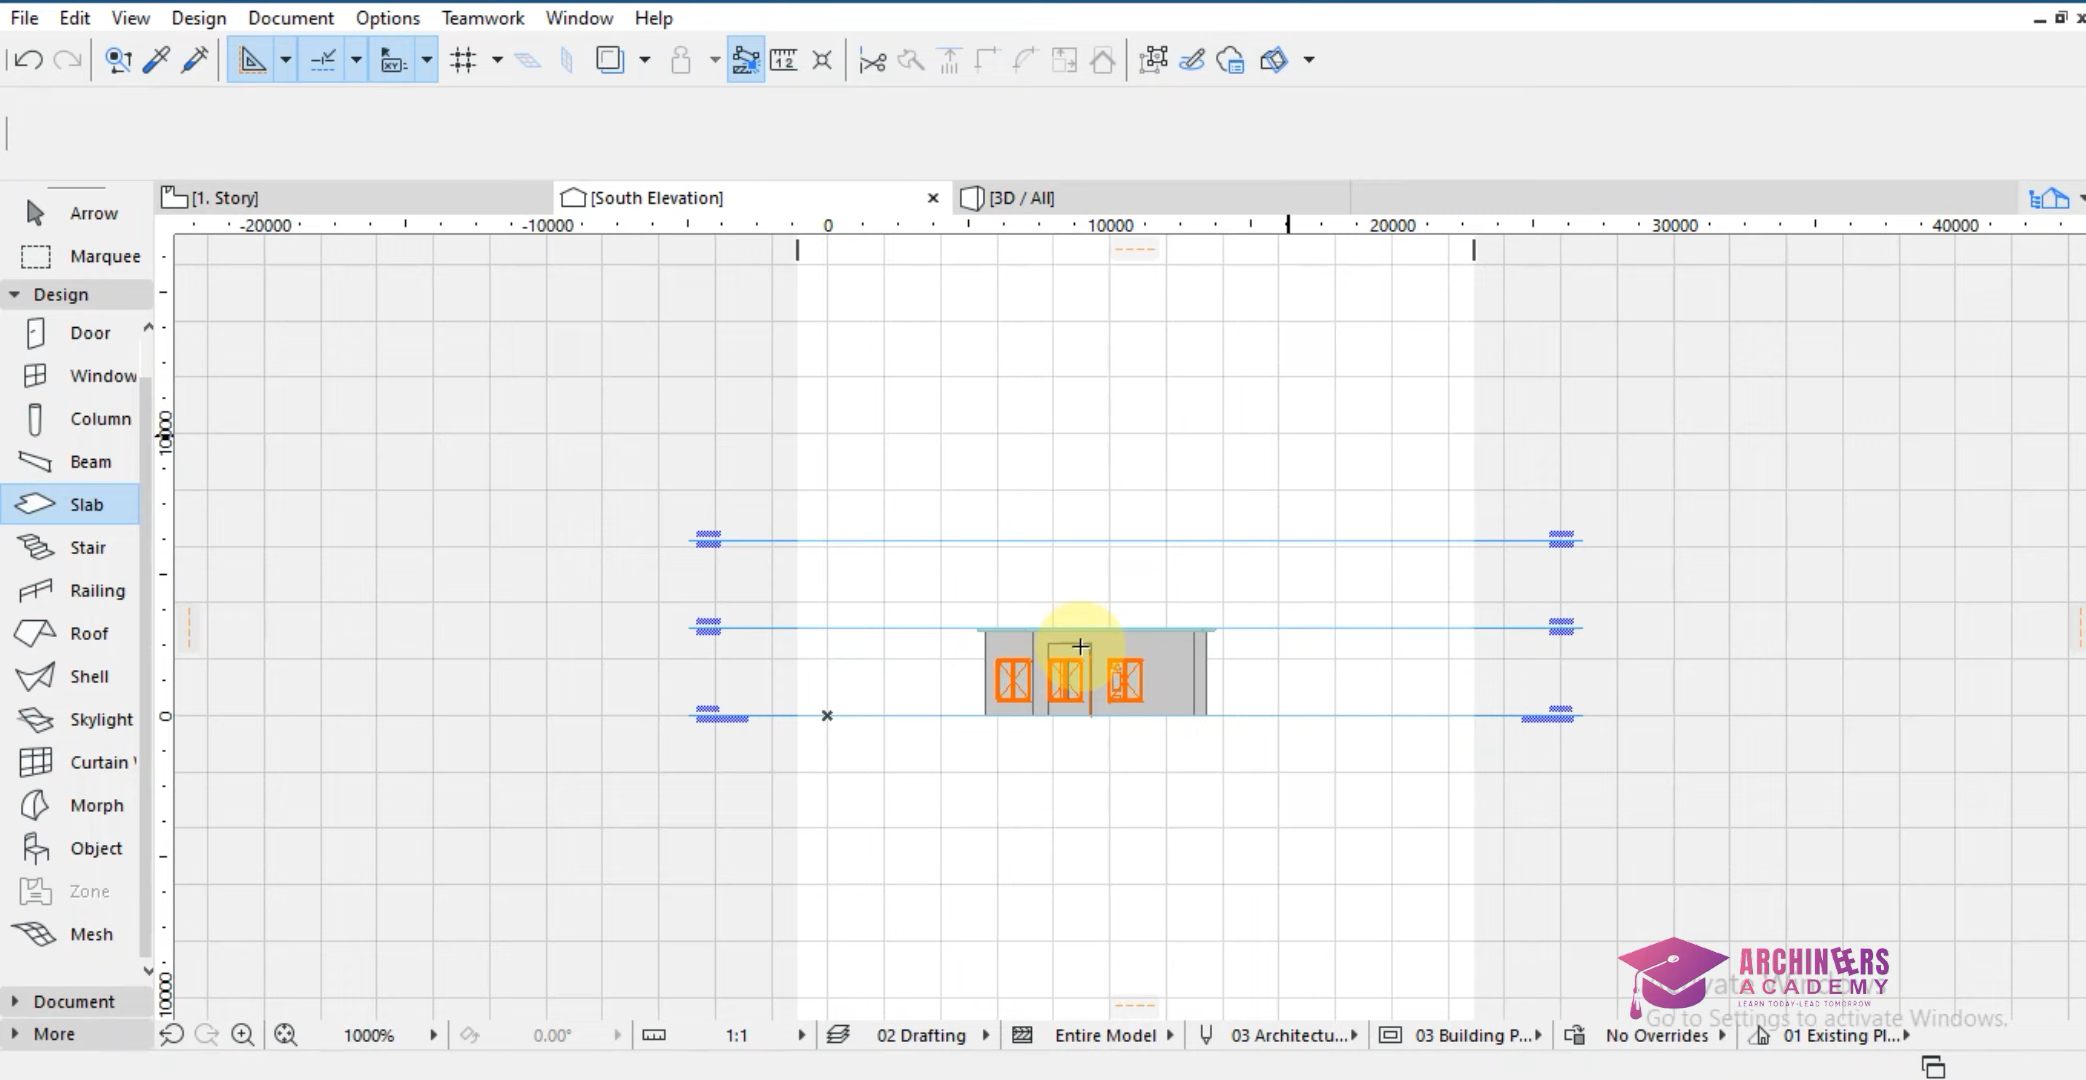 File Edit View Design Document Options Teamwork Window Help
[1. Story] [South Elevation] [3D / All]
-20000 -10000 0 10000 20000 30000 40000
Arrow
Marquee
Design
Door
Window
Column
10000
Beam
Slab
Stair
Railing
Roof
Shell
Skylight
0
Curtain
Morph
Object
Zone
Mesh
10000
ARCHINEERS
ACADEMY
LEARN TODAY-LEAD TOMORROW
Go to Settings to activate Windows.
Document
More
1000% 0.00° 1:1 02 Drafting Entire Model 03 Architectu... 03 Building P... No Overrides 01 Existing Pl...